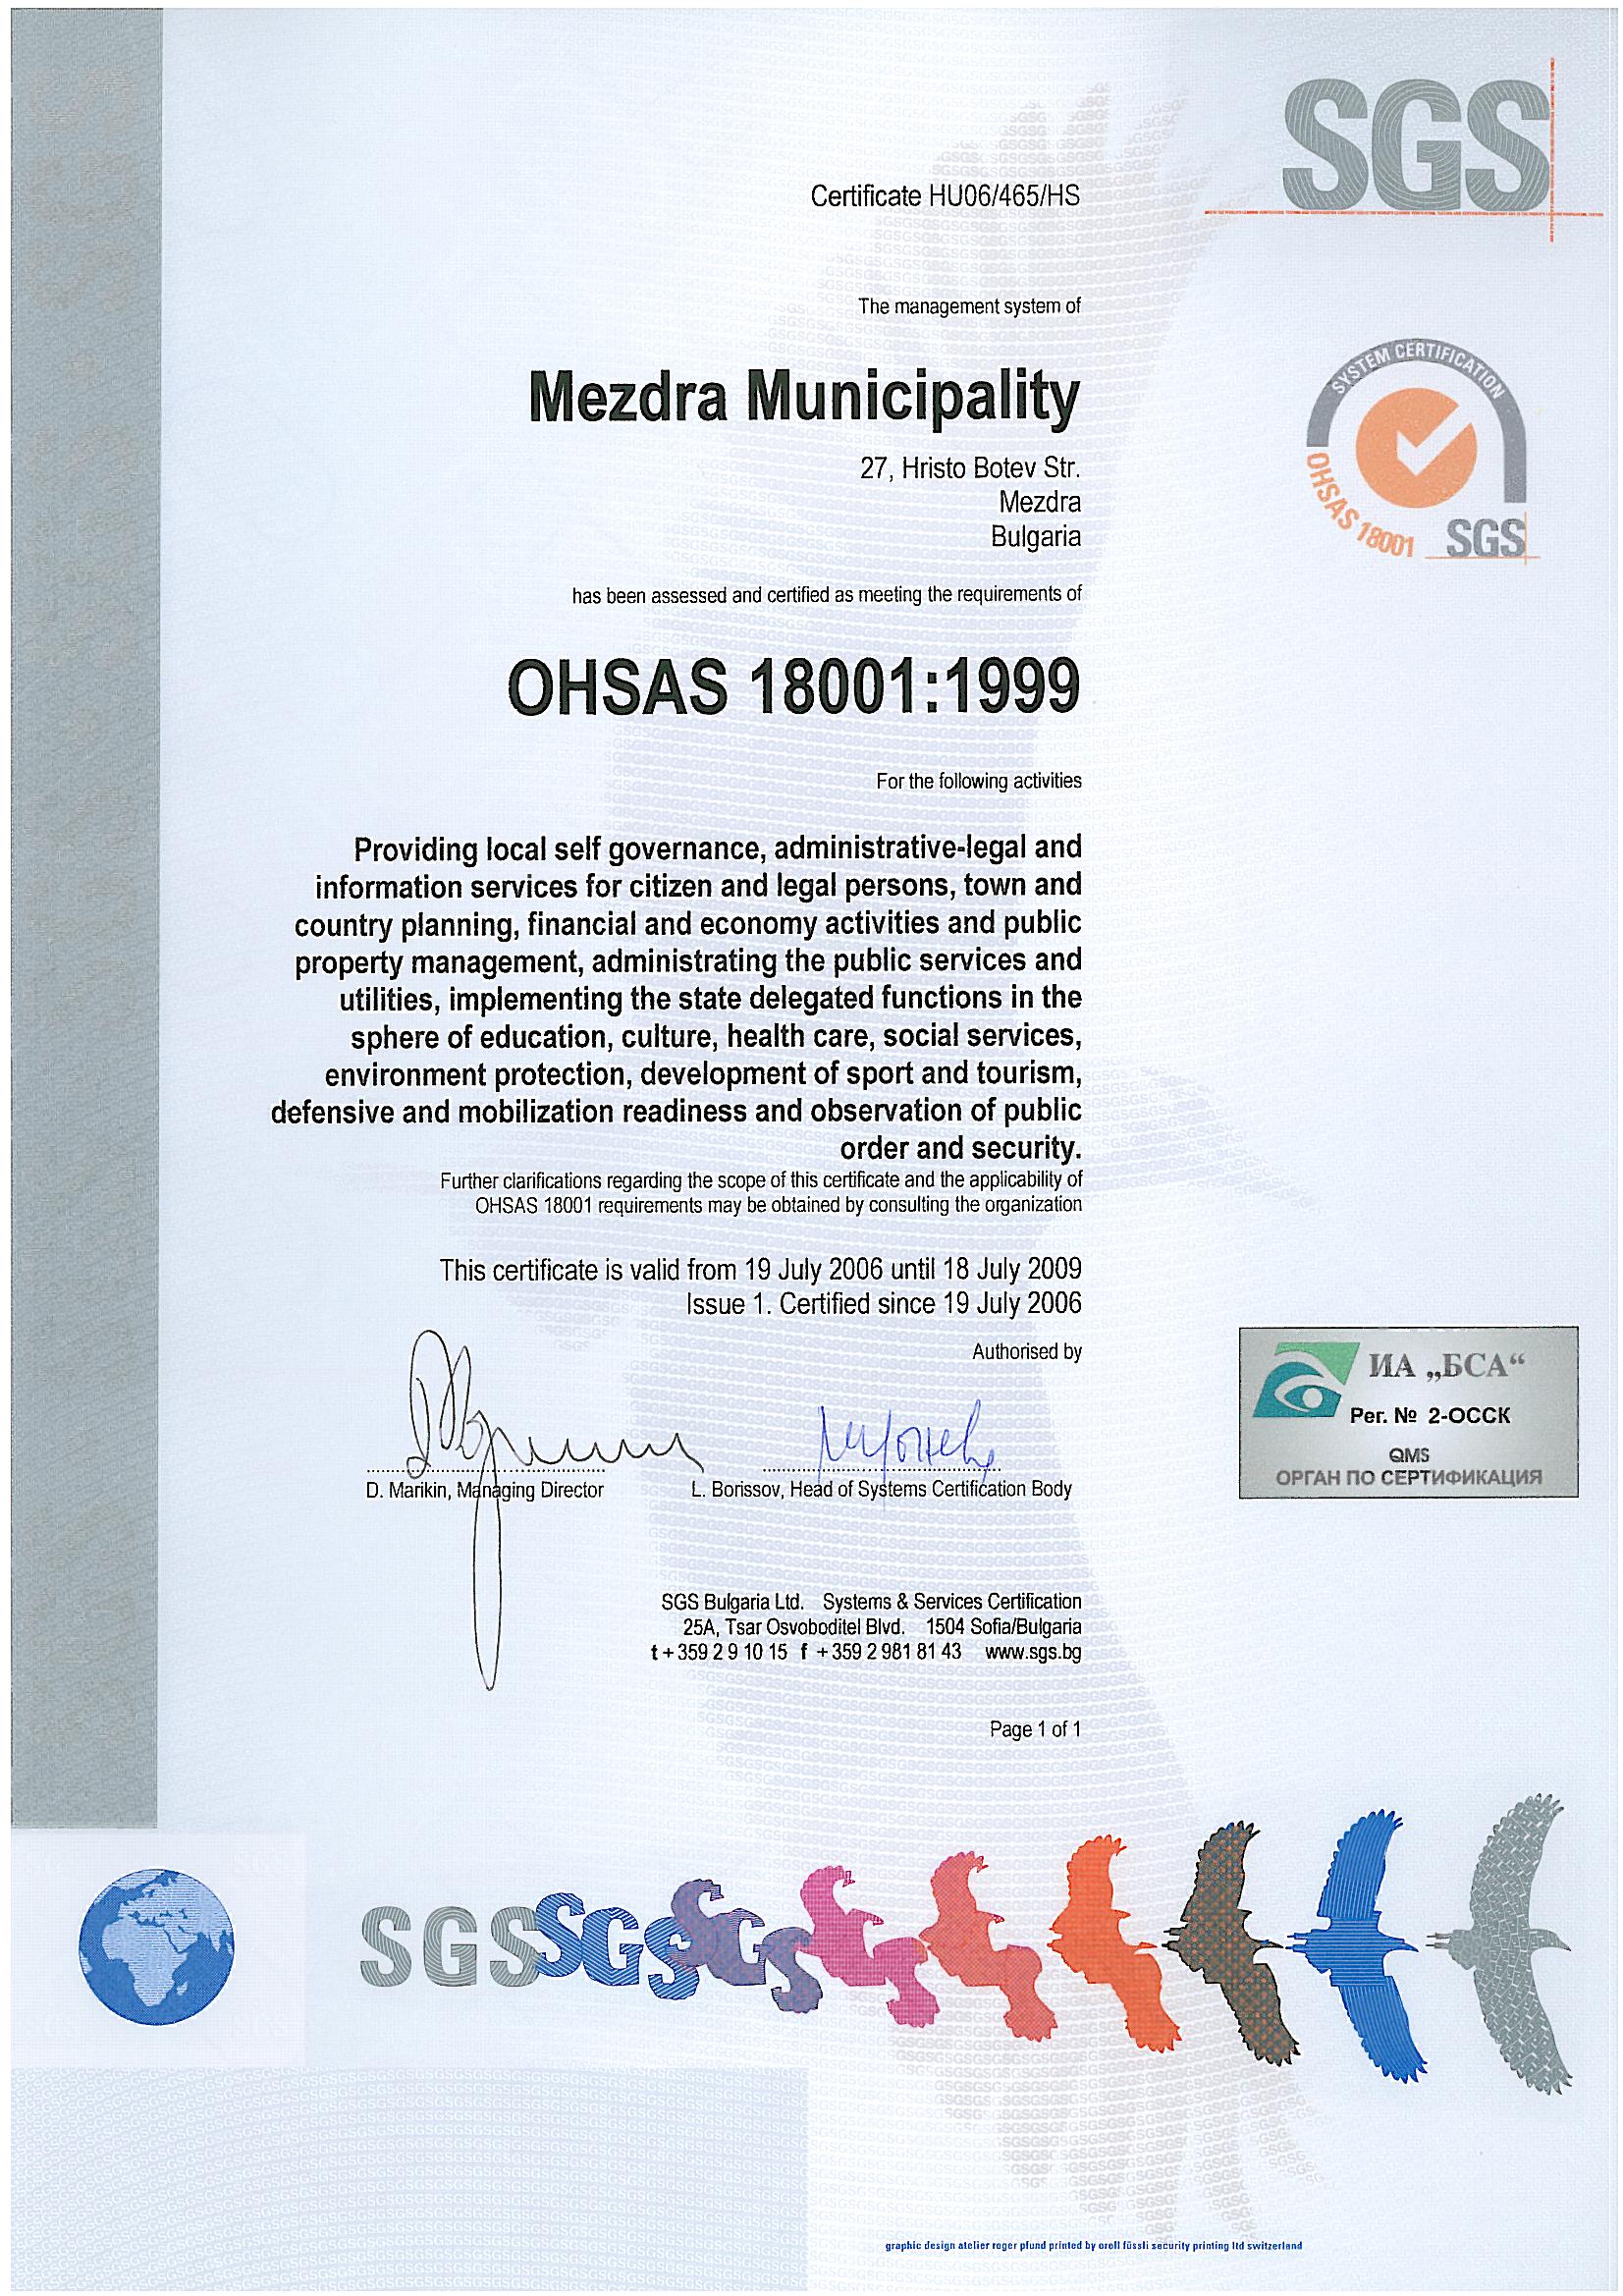 SGS
Certificate HU06/465/HS
The management system of
Mezdra Municipality
27, Hristo Botev Str.
Mezdra
Bulgaria
SYSTEM CERTIFICATION
OHSAS 18001
SGS
has been assessed and certified as meeting the requirements of
OHSAS 18001:1999
For the following activities
Providing local self governance, administrative-legal and
information services for citizen and legal persons, town and
country planning, financial and economy activities and public
property management, administrating the public services and
utilities, implementing the state delegated functions in the
sphere of education, culture, health care, social services,
environment protection, development of sport and tourism,
defensive and mobilization readiness and observation of public
order and security.
Further clarifications regarding the scope of this certificate and the applicability of
OHSAS 18001 requirements may be obtained by consulting the organization
This certificate is valid from 19 July 2006 until 18 July 2009
Issue 1. Certified since 19 July 2006
Authorised by
D. Marikin, Managing Director
L. Borissov, Head of Systems Certification Body
ИА „БСА“
Рег. № 2-ОССК
QMS
ОРГАН ПО СЕРТИФИКАЦИЯ
SGS Bulgaria Ltd. Systems & Services Certification
25A, Tsar Osvoboditel Blvd. 1504 Sofia/Bulgaria
t + 359 2 9 10 15 f + 359 2 981 81 43 www.sgs.bg
Page 1 of 1
SGS SGS SGS
graphic design atelier roger pfund printed by orell füssli security printing ltd switzerland